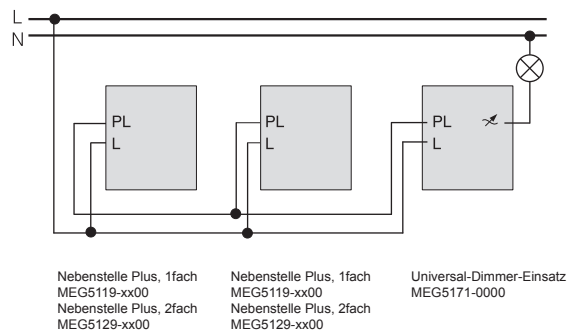 L
N
PL
L
PL
L
PL
L
Nebenstelle Plus, 1fach
MEG5119-xx00
Nebenstelle Plus, 2fach
MEG5129-xx00
Nebenstelle Plus, 1fach
MEG5119-xx00
Nebenstelle Plus, 2fach
MEG5129-xx00
Universal-Dimmer-Einsatz
MEG5171-0000